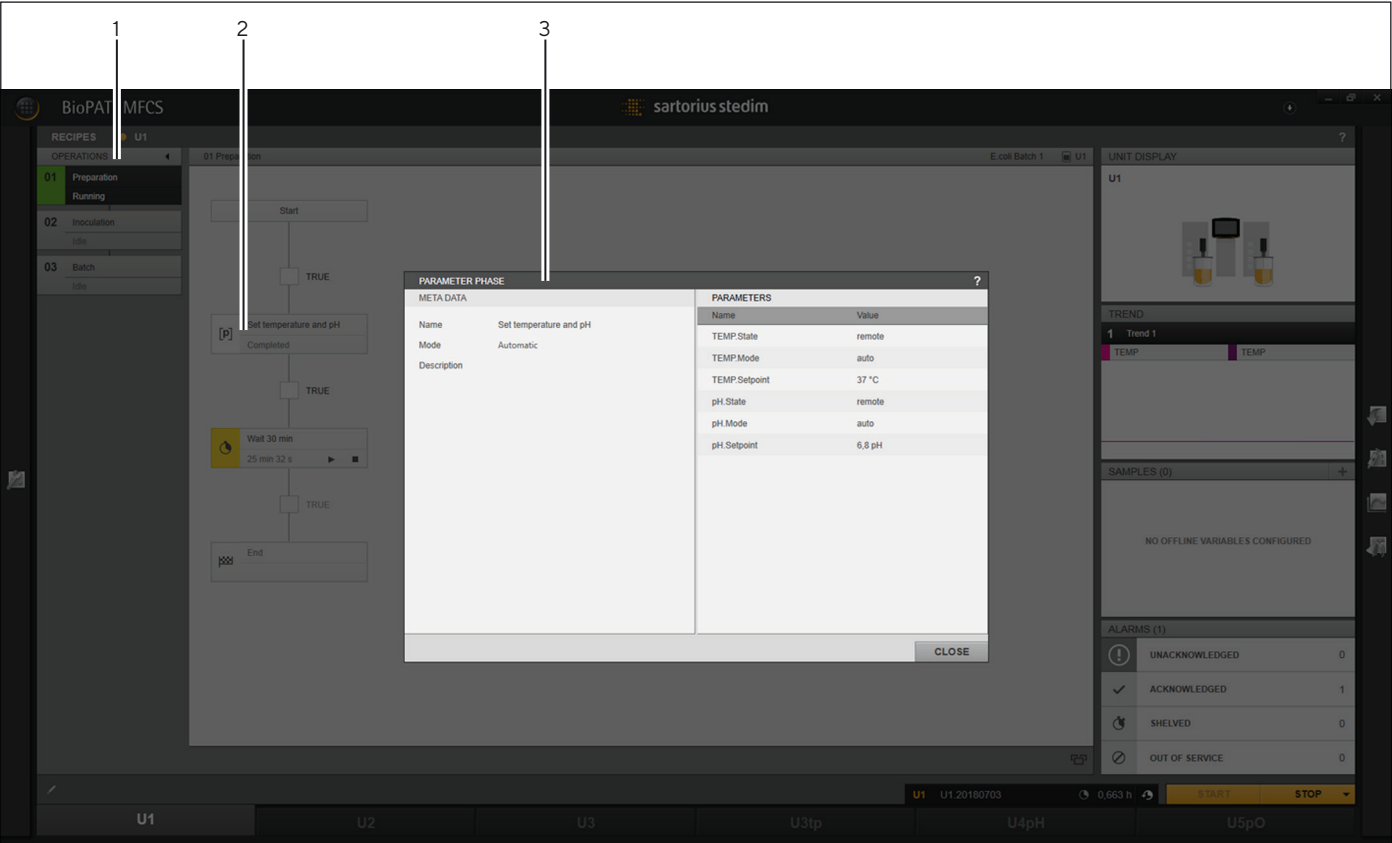 1 2 3
BioPAT MFCS
sartorius stedim
RECIPES U1 ?
OPERATIONS
01 Preparation
Running
02 Inoculation
Idle
03 Batch
Idle
01 Preparation E.coli Batch 1 U1
Start
TRUE
[P] Set temperature and pH
Completed
TRUE
Wait 30 min
25 min 32 s
TRUE
End
PARAMETER PHASE ?
META DATA
Name Set temperature and pH
Mode Automatic
Description
PARAMETERS
Name Value
TEMP.State remote
TEMP.Mode auto
TEMP.Setpoint 37 °C
pH.State remote
pH.Mode auto
pH.Setpoint 6,8 pH
CLOSE
UNIT DISPLAY
U1
TREND
1 Trend 1
TEMP TEMP
SAMPLES (0) +
NO OFFLINE VARIABLES CONFIGURED
ALARMS (1)
UNACKNOWLEDGED 0
ACKNOWLEDGED 1
SHELVED 0
OUT OF SERVICE 0
U1 U1.20180703 0,663 h START STOP
U1 U2 U3 U3tp U4pH U5pO